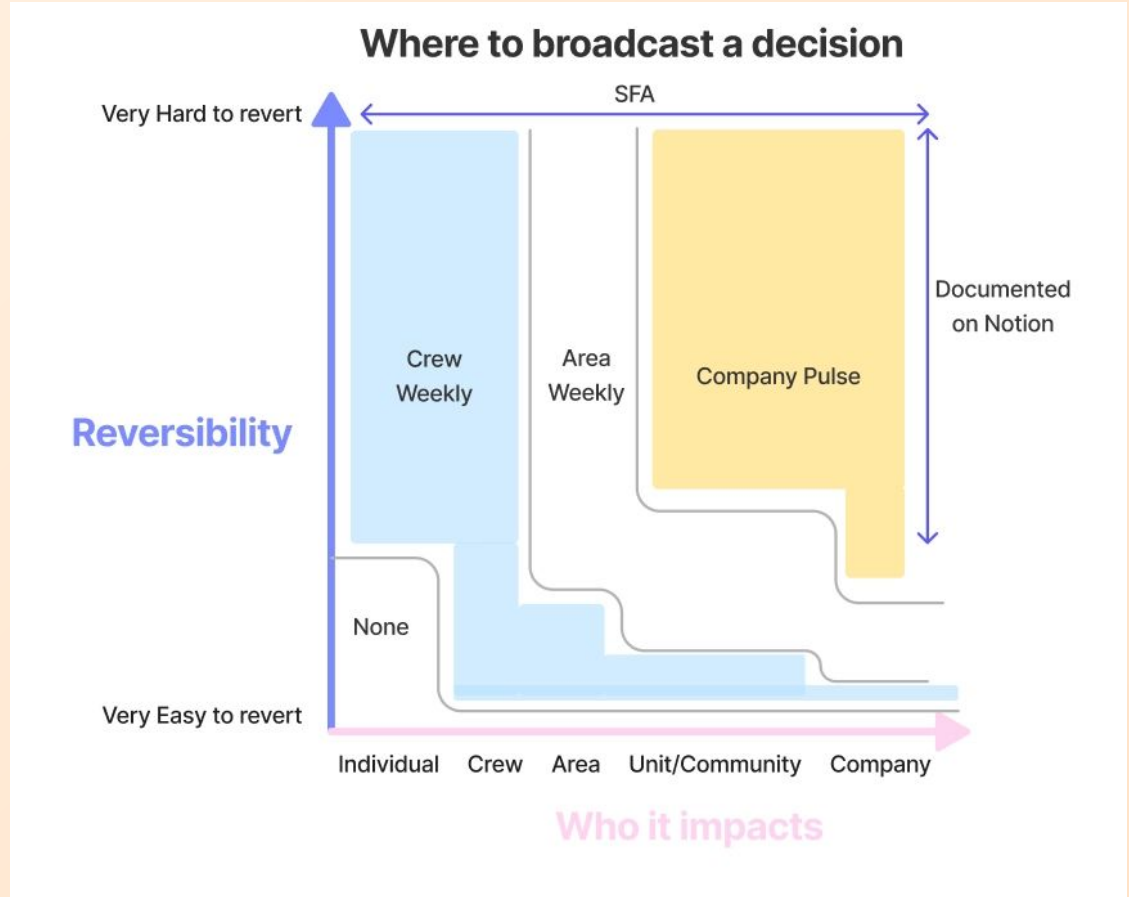 Where to broadcast a decision
SFA
Very Hard to revert
Documented
on Notion
Crew
Weekly
Area
Weekly
Company Pulse
Reversibility
None
Very Easy to revert
Individual
Crew
Area
Unit/Community
Company
Who it impacts